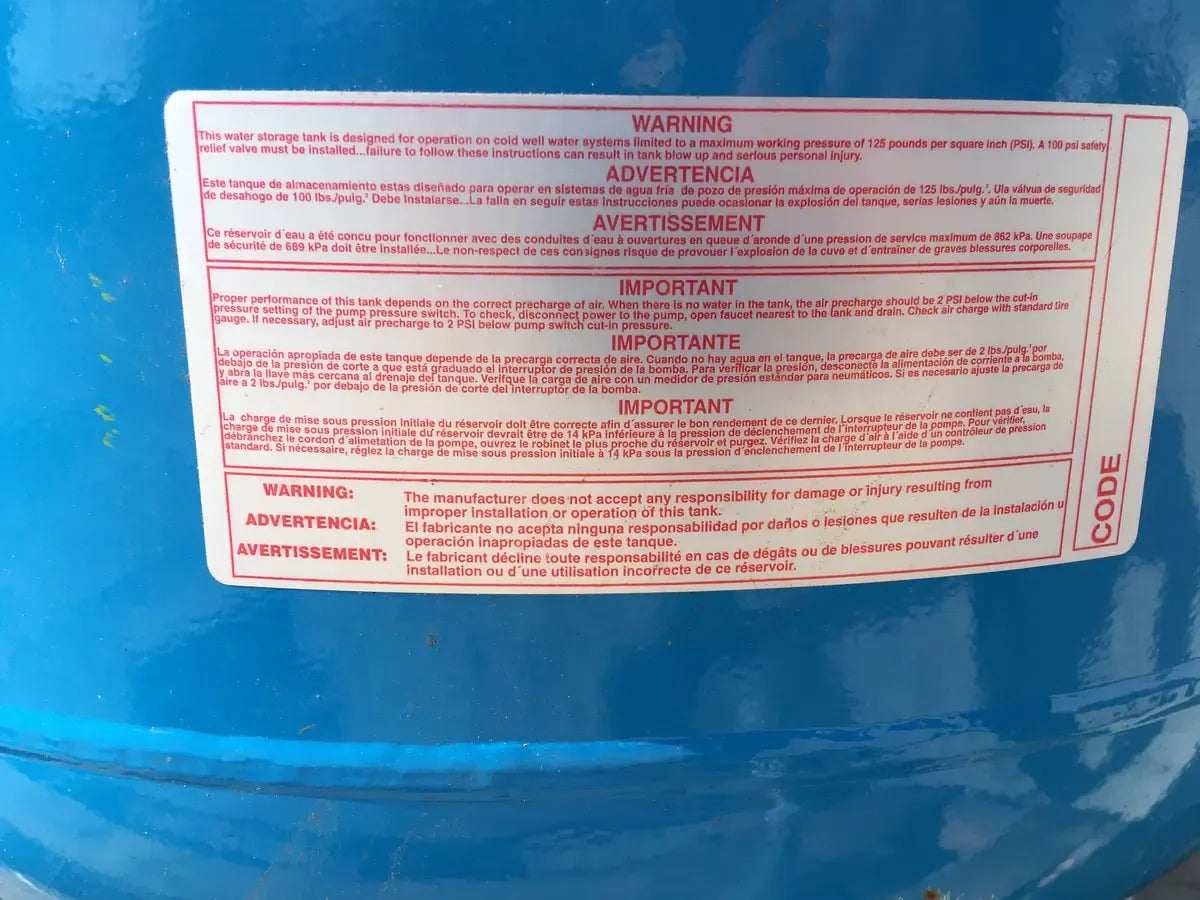 WARNING
This water storage tank is designed for operation on cold well water systems limited to a maximum working pressure of 125 pounds per square inch (PSI). A 100 psi safety
relief valve must be installed...failure to follow these instructions can result in tank blow up and serious personal injury.
ADVERTENCIA
Este tanque de almacenamiento estas diseñado para operar en sistemas de agua fría de pozo de presión máxima de operación de 125 lbs./pulg.². Ula válvua de seguridad
de desahogo de 100 lbs./pulg.² Debe Instalarse...La falla en seguir estas Instrucciones puede ocasionar la explosión del tanque, serias lesiones y aún la muerte.
AVERTISSEMENT
Ce réservoir d´eau a été concu pour fonctionner avec des conduites d´eau à ouvertures en queue d´aronde d´une pression de service maximum de 862 kPa. Une soupape
de sécurité de 689 kPa doit être Installée...Le non-respect de ces consignes risque de provouer l´explosion de la cuve et d´entraîner de graves blessures corporelles.
IMPORTANT
Proper performance of this tank depends on the correct precharge of air. When there is no water in the tank, the air precharge should be 2 PSI below the cut-in
pressure setting of the pump pressure switch. To check, disconnect power to the pump, open faucet nearest to the tank and drain. Check air charge with standard tire
gauge. If necessary, adjust air precharge to 2 PSI below pump switch cut-in pressure.
IMPORTANTE
La operación apropiada de este tanque depende de la precarga correcta de aire. Cuando no hay agua en el tanque, la precarga de aire debe ser de 2 lbs./pulg.² por
debajo de la presión de corte a que está graduado el interruptor de presión de la bomba. Para verificar la presión, desconecte la alimentación de corriente a la bomba,
y abra la llave más cercana al drenaje del tanque. Verifque la carga de aire con un medidor de presión estándar para neumáticos. Si es necesario ajuste la precarga de
aire a 2 lbs./pulg.² por debajo de la presión de corte del interruptor de la bomba.
IMPORTANT
La charge de mise sous pression initiale du réservoir doit être correcte afin d´assurer le bon rendement de ce dernier. Lorsque le réservoir ne contient pas d´eau, la
charge de mise sous pression initiale du réservoir devrait être de 14 kPa inférieure à la pression de déclenchement de l´interrupteur de la pompe. Pour vérifier,
débranchez le cordon d´alimetation de la pompe, ouvrez le robinet le plus proche du réservoir et purgez. Vérifiez la charge d´air à l´aide d´un contrôleur de pression
standard. Si nécessaire, réglez la charge de mise sous pression initiale à 14 kPa sous la pression d´enclenchement de l´interrupteur de la pompe.
WARNING: The manufacturer does not accept any responsibility for damage or injury resulting from
improper installation or operation of this tank.
ADVERTENCIA: El fabricante no acepta ninguna responsabilidad por daños o lesiones que resulten de la instalación u
operación inapropiadas de este tanque.
AVERTISSEMENT: Le fabricant décline toute responsabilité en cas de dégâts ou de blessures pouvant résulter d´une
installation ou d´une utilisation incorrecte de ce réservoir.
CODE